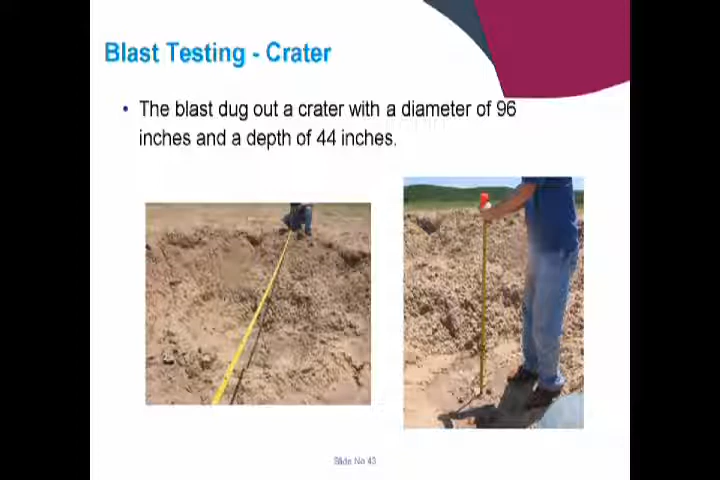 Blast Testing - Crater
• The blast dug out a crater with a diameter of 96
inches and a depth of 44 inches.
Slide No 43